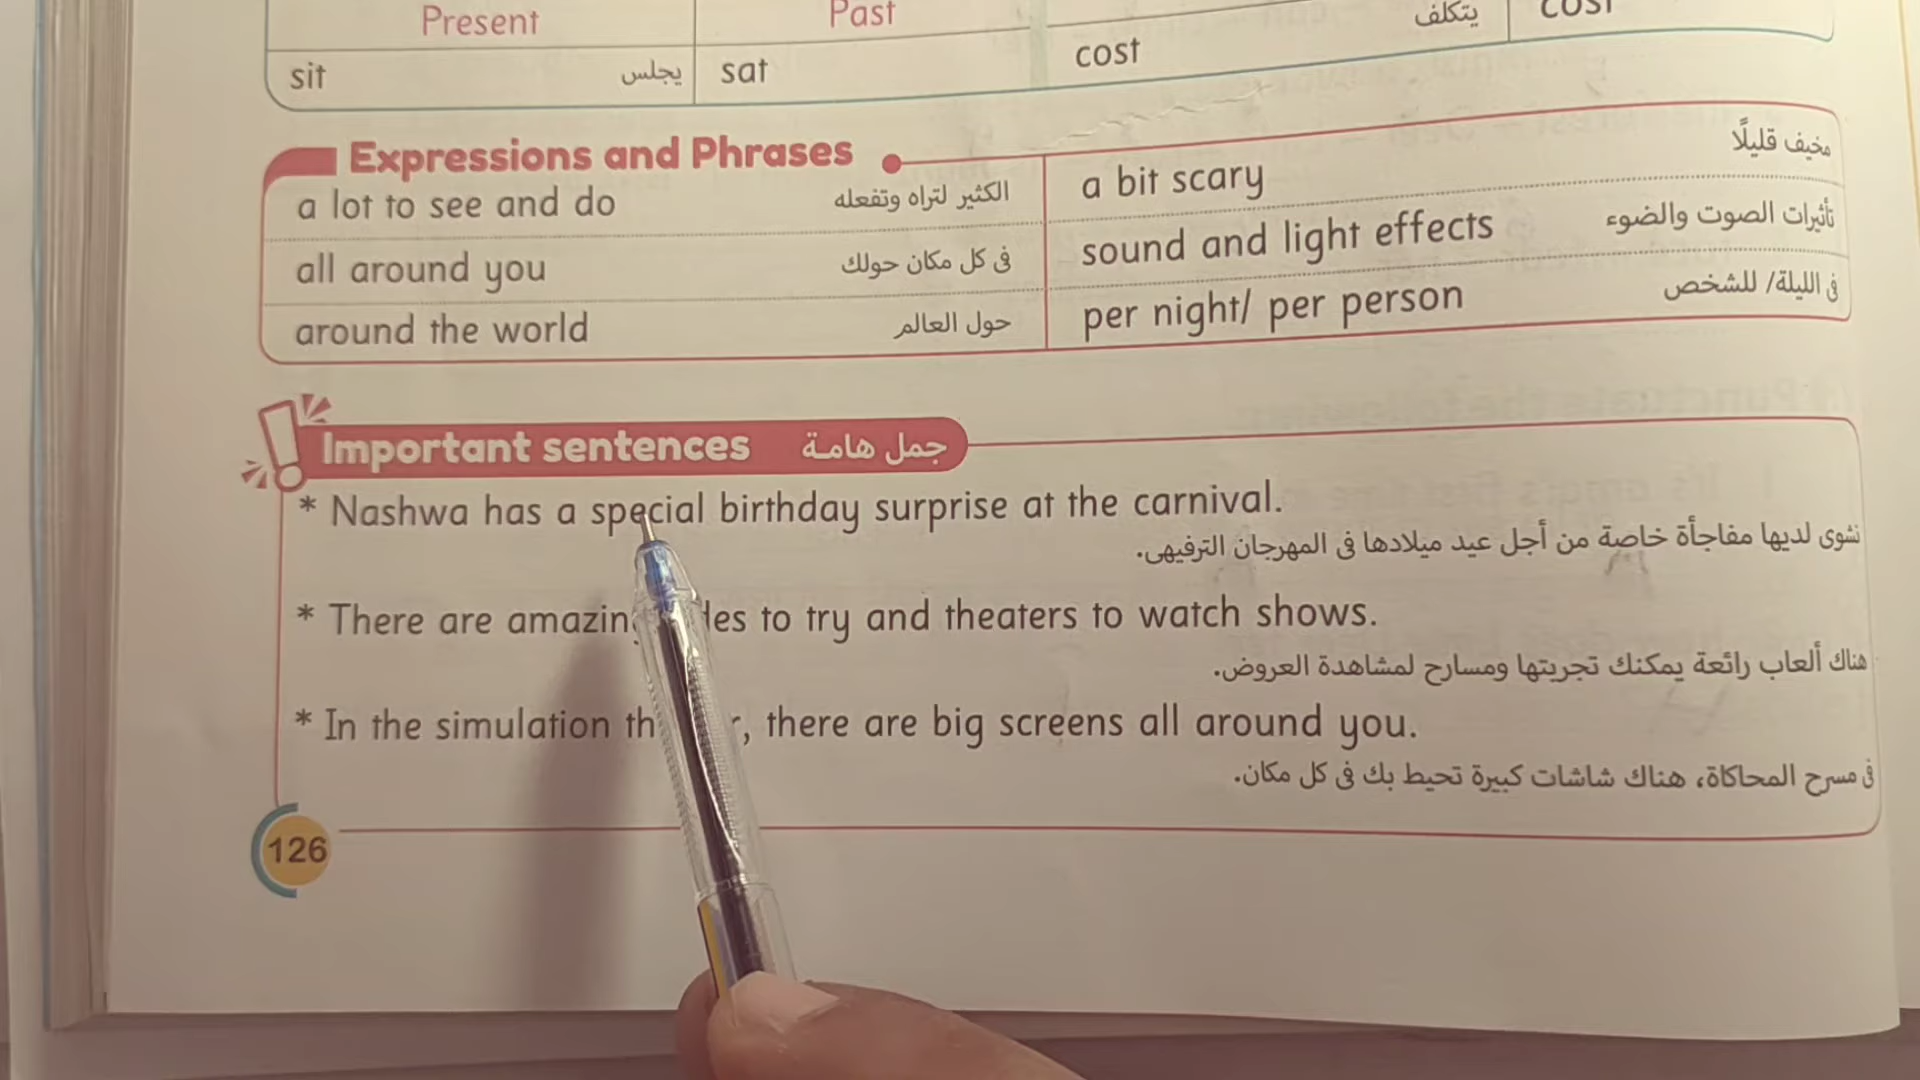 Present Past
يتكلف cost
sit يجلس sat cost
Expressions and Phrases
a lot to see and do الكثير لتراه وتفعله
all around you فى كل مكان حولك
around the world حول العالم
a bit scary مخيف قليلًا
sound and light effects تأثيرات الصوت والضوء
per night/ per person فى الليلة/ للشخص
Important sentences جمل هامة
* Nashwa has a special birthday surprise at the carnival.
نشوى لديها مفاجأة خاصة من أجل عيد ميلادها فى المهرجان الترفيهى.
* There are to try and theaters to watch shows.
هناك ألعاب رائعة يمكنك تجربتها ومسارح لمشاهدة العروض.
* In the simulation , there are big screens all around you.
فى مسرح المحاكاة، هناك شاشات كبيرة تحيط بك فى كل مكان.
126